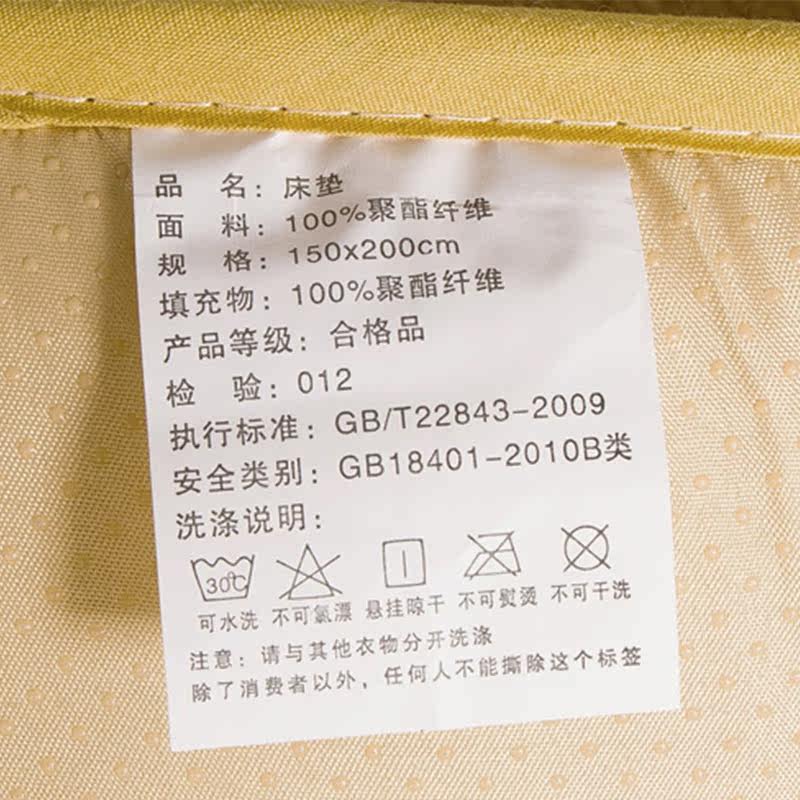 品 名：床垫
面 料：100%聚酯纤维
规 格：150x200cm
填充物：100%聚酯纤维
产品等级：合格品
检 验：012
执行标准：GB/T22843-2009
安全类别：GB18401-2010B类
洗涤说明：
30℃
可水洗 不可氯漂 悬挂晾干 不可熨烫 不可干洗
注意：请与其他衣物分开洗涤
除了消费者以外，任何人不能撕除这个标签